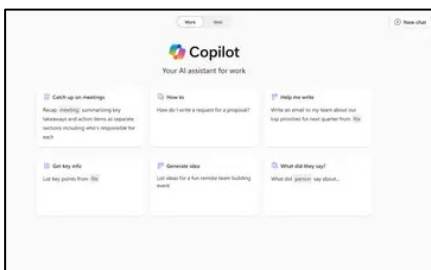 Work Web
New chat
Copilot
Your AI assistant for work
Catch up on meetings
Recap meeting summarizing key
takeaways and action items as separate
sections including who's responsible for
each
How to
How do I write a request for a proposal?
Help me write
Write an email to my team about our
top priorities for next quarter from file
Get key info
List key points from file
Generate idea
List ideas for a fun remote team building
event
What did they say?
What did person say about...